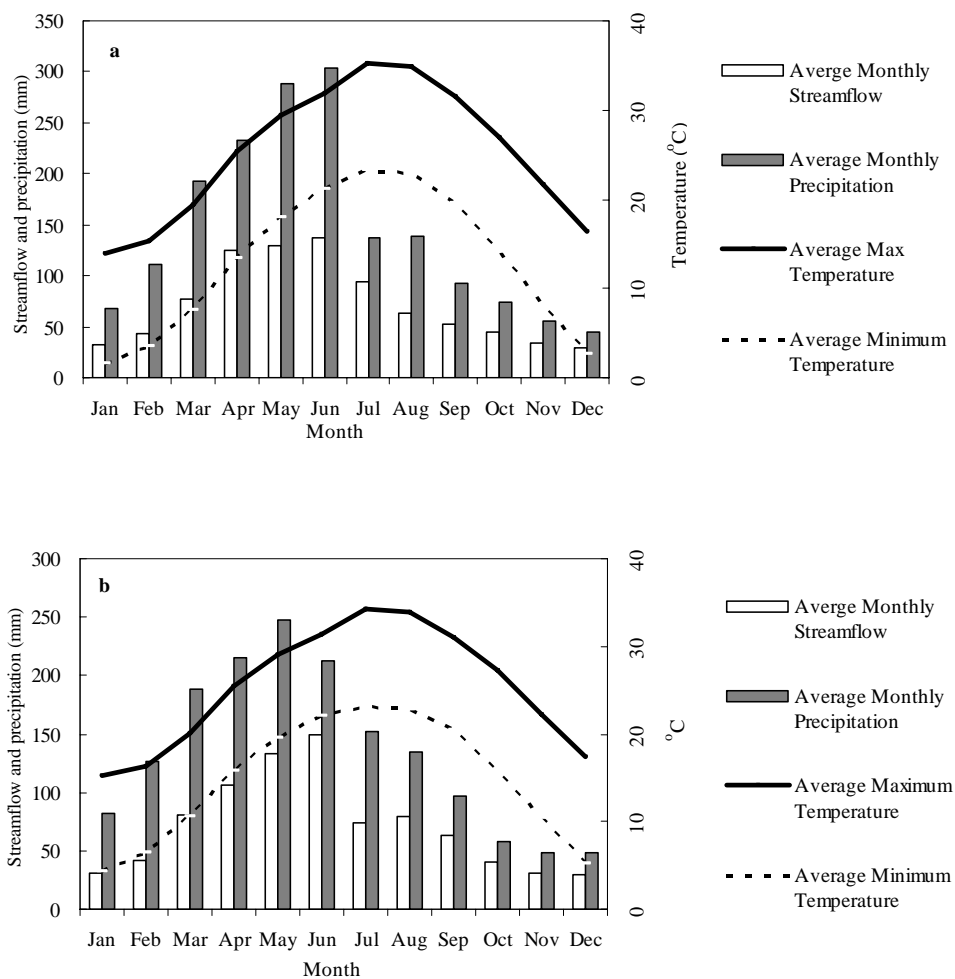 a
Streamflow and precipitation (mm)
350
300
250
200
150
100
50
0
40
30
20
10
0
Temperature (°C)
Jan Feb Mar Apr May Jun Jul Aug Sep Oct Nov Dec
Month
Averge Monthly
Streamflow
Average Monthly
Precipitation
Average Max
Temperature
Average Minimum
Temperature
b
Streamflow and precipitation (mm)
300
250
200
150
100
50
0
40
30
20
10
0
°C
Jan Feb Mar Apr May Jun Jul Aug Sep Oct Nov Dec
Month
Averge Monthly
Streamflow
Average Monthly
Precipitation
Average Maximum
Temperature
Average Minimum
Temperature